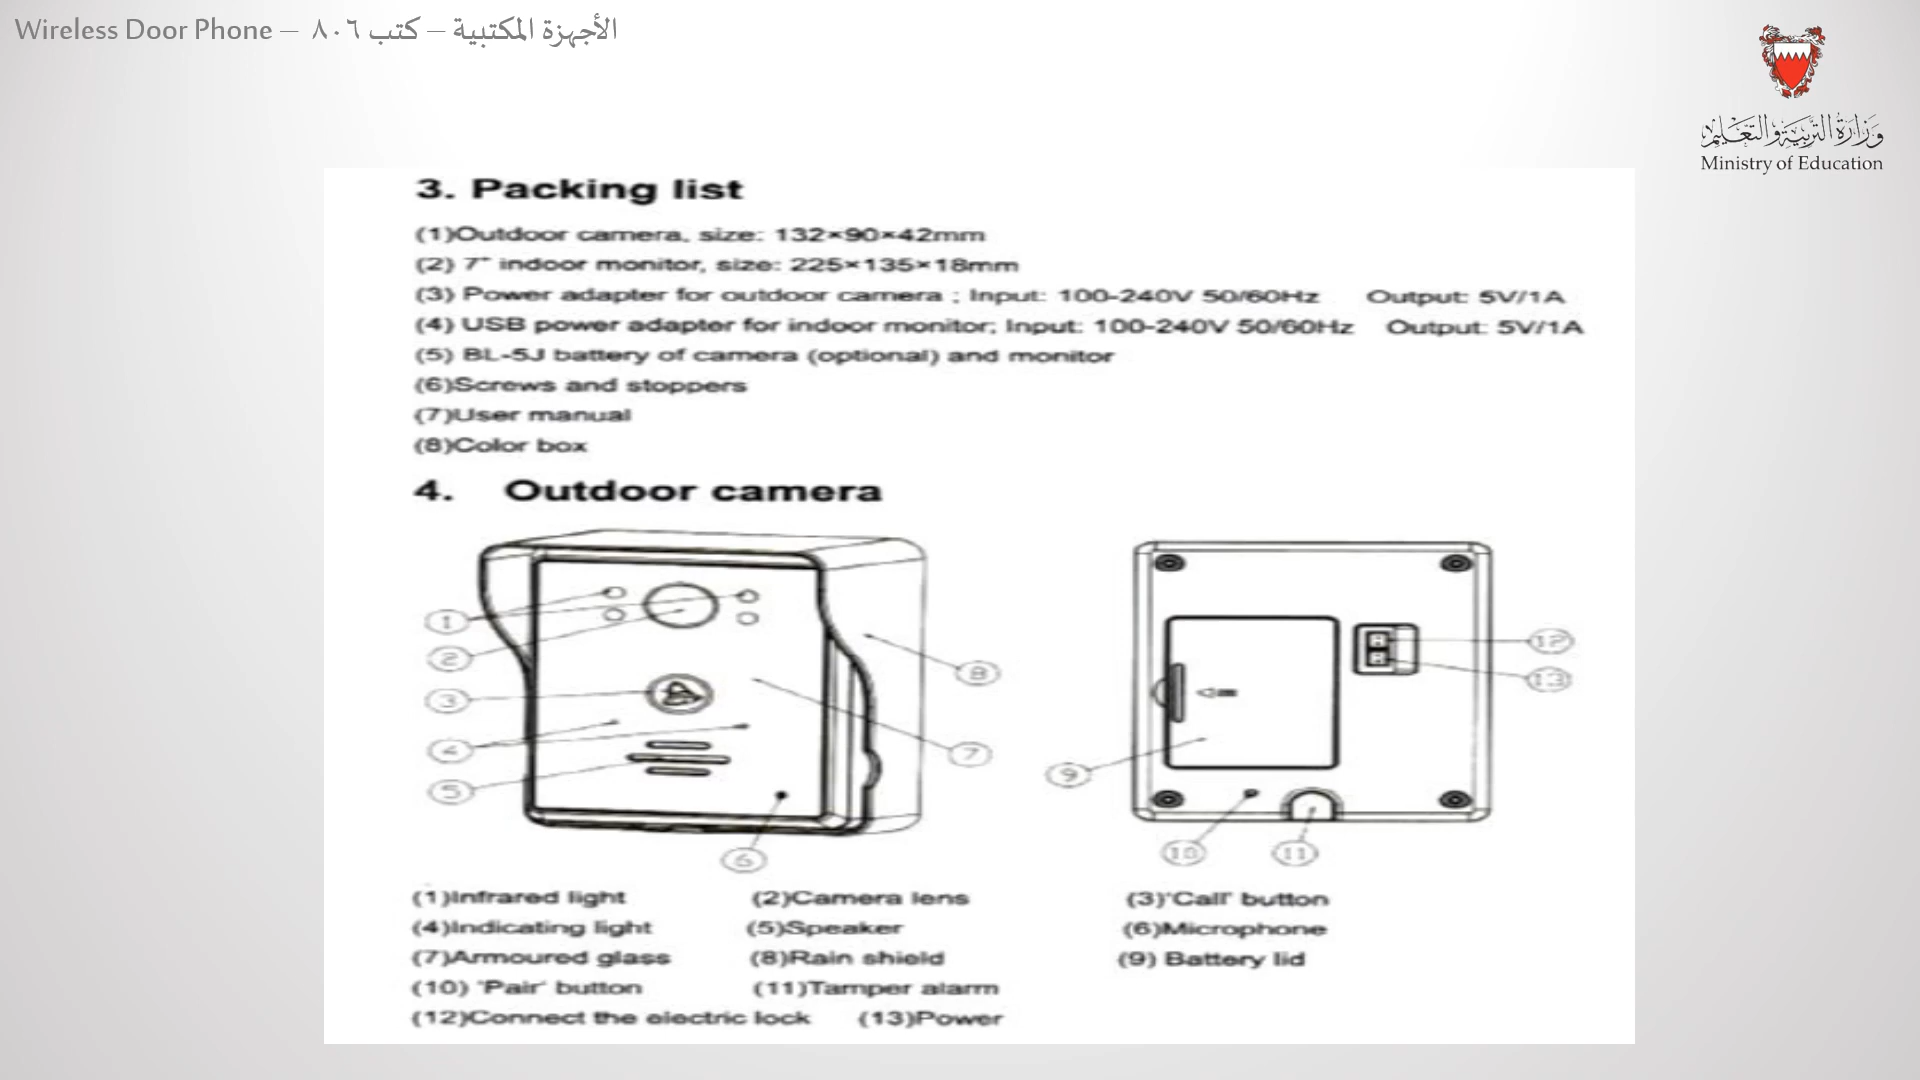 الأجهزة المكتبية – كتب ٨٠٦ – Wireless Door Phone
وزارة التربية والتعليم
Ministry of Education
3. Packing list
(1)Outdoor camera, size: 132×90×42mm
(2) 7" indoor monitor, size: 225×135×18mm
(3) Power adapter for outdoor camera ; Input: 100-240V 50/60Hz Output: 5V/1A
(4) USB power adapter for indoor monitor; Input: 100-240V 50/60Hz Output: 5V/1A
(5) BL-5J battery of camera (optional) and monitor
(6)Screws and stoppers
(7)User manual
(8)Color box
4. Outdoor camera
1
2
3
4
5
6
7
8
9
10
11
12
13
(1)Infrared light (2)Camera lens (3)'Call' button
(4)Indicating light (5)Speaker (6)Microphone
(7)Armoured glass (8)Rain shield (9) Battery lid
(10) 'Pair' button (11)Tamper alarm
(12)Connect the electric lock (13)Power